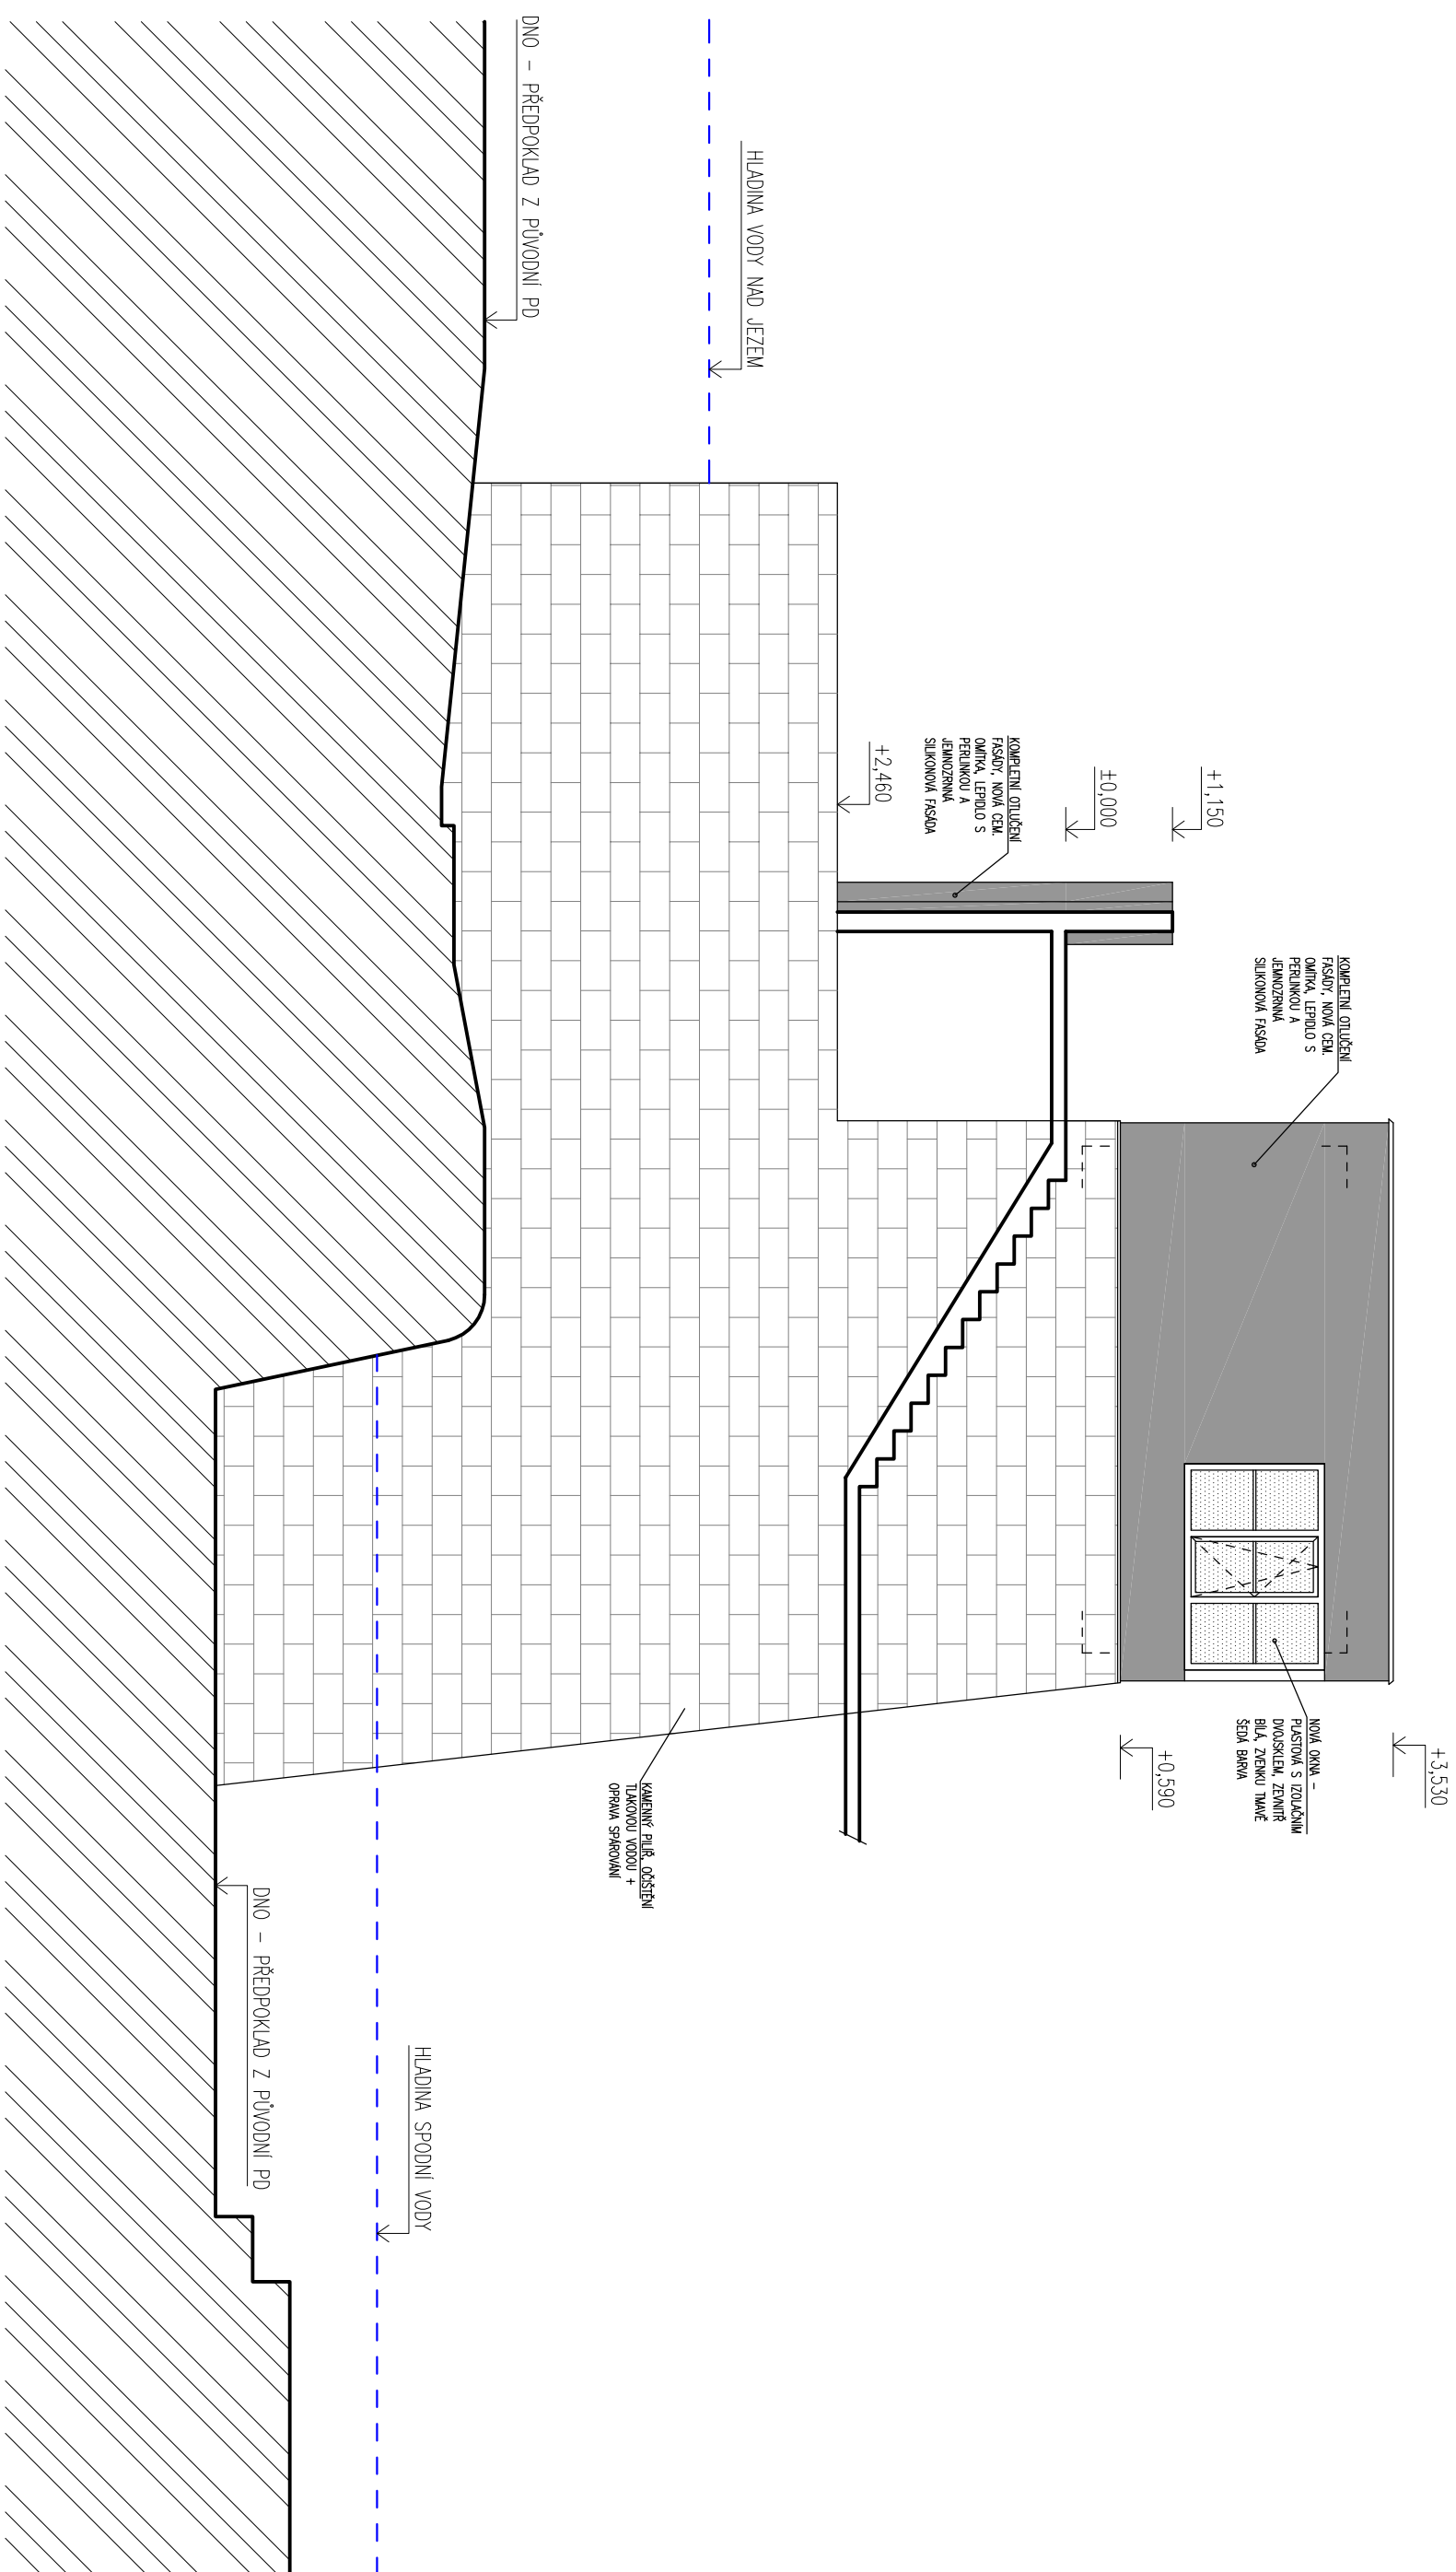 +3,530
NOVÁ OKNA –
PLASTOVÁ S IZOLAČNÍM
DVOJSKLEM, ZEVNITŘ
BÍLÁ, ZVENKU TMAVĚ
ŠEDÁ BARVA
KOMPLETNÍ OTLUČENÍ
FASÁDY, NOVÁ CEM.
OMÍTKA, LEPIDLO S
PERLINKOU A
JEMNOZRNNÁ
SILIKONOVÁ FASÁDA
+1,150
+0,590
±0,000
KOMPLETNÍ OTLUČENÍ
FASÁDY, NOVÁ CEM.
OMÍTKA, LEPIDLO S
PERLINKOU A
JEMNOZRNNÁ
SILIKONOVÁ FASÁDA
+2,460
HLADINA VODY NAD JEZEM
KAMENNÝ PILÍŘ, OČIŠTĚNÍ
TLAKOVOU VODOU +
OPRAVA SPÁROVÁNÍ
DNO – PŘEDPOKLAD Z PŮVODNÍ PD
HLADINA SPODNÍ VODY
DNO – PŘEDPOKLAD Z PŮVODNÍ PD